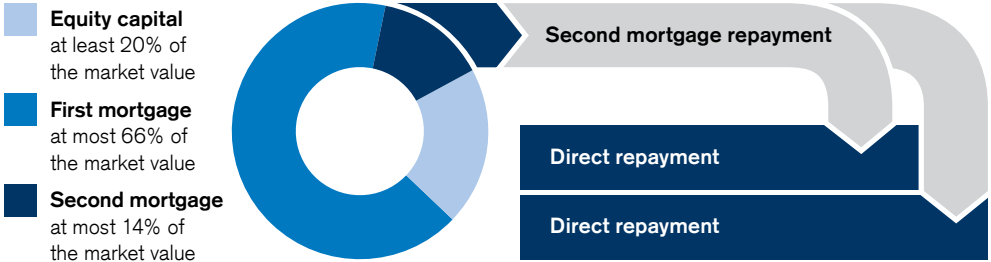 Equity capital
at least 20% of
the market value
First mortgage
at most 66% of
the market value
Second mortgage
at most 14% of
the market value
Second mortgage repayment
Direct repayment
Direct repayment